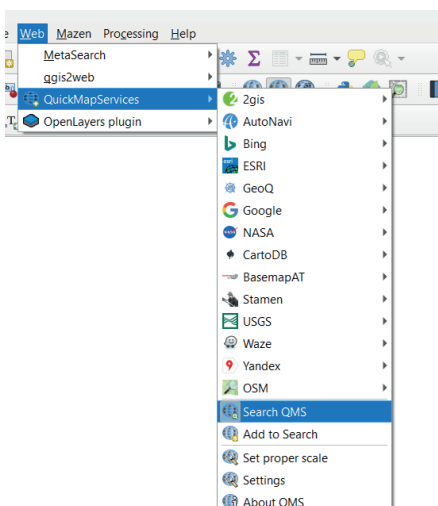 e Web Mazen Processing Help
MetaSearch
qgis2web
QuickMapServices
OpenLayers plugin
2gis
AutoNavi
Bing
ESRI
GeoQ
Google
NASA
CartoDB
BasemapAT
Stamen
USGS
Waze
Yandex
OSM
Search QMS
Add to Search
Set proper scale
Settings
About QMS